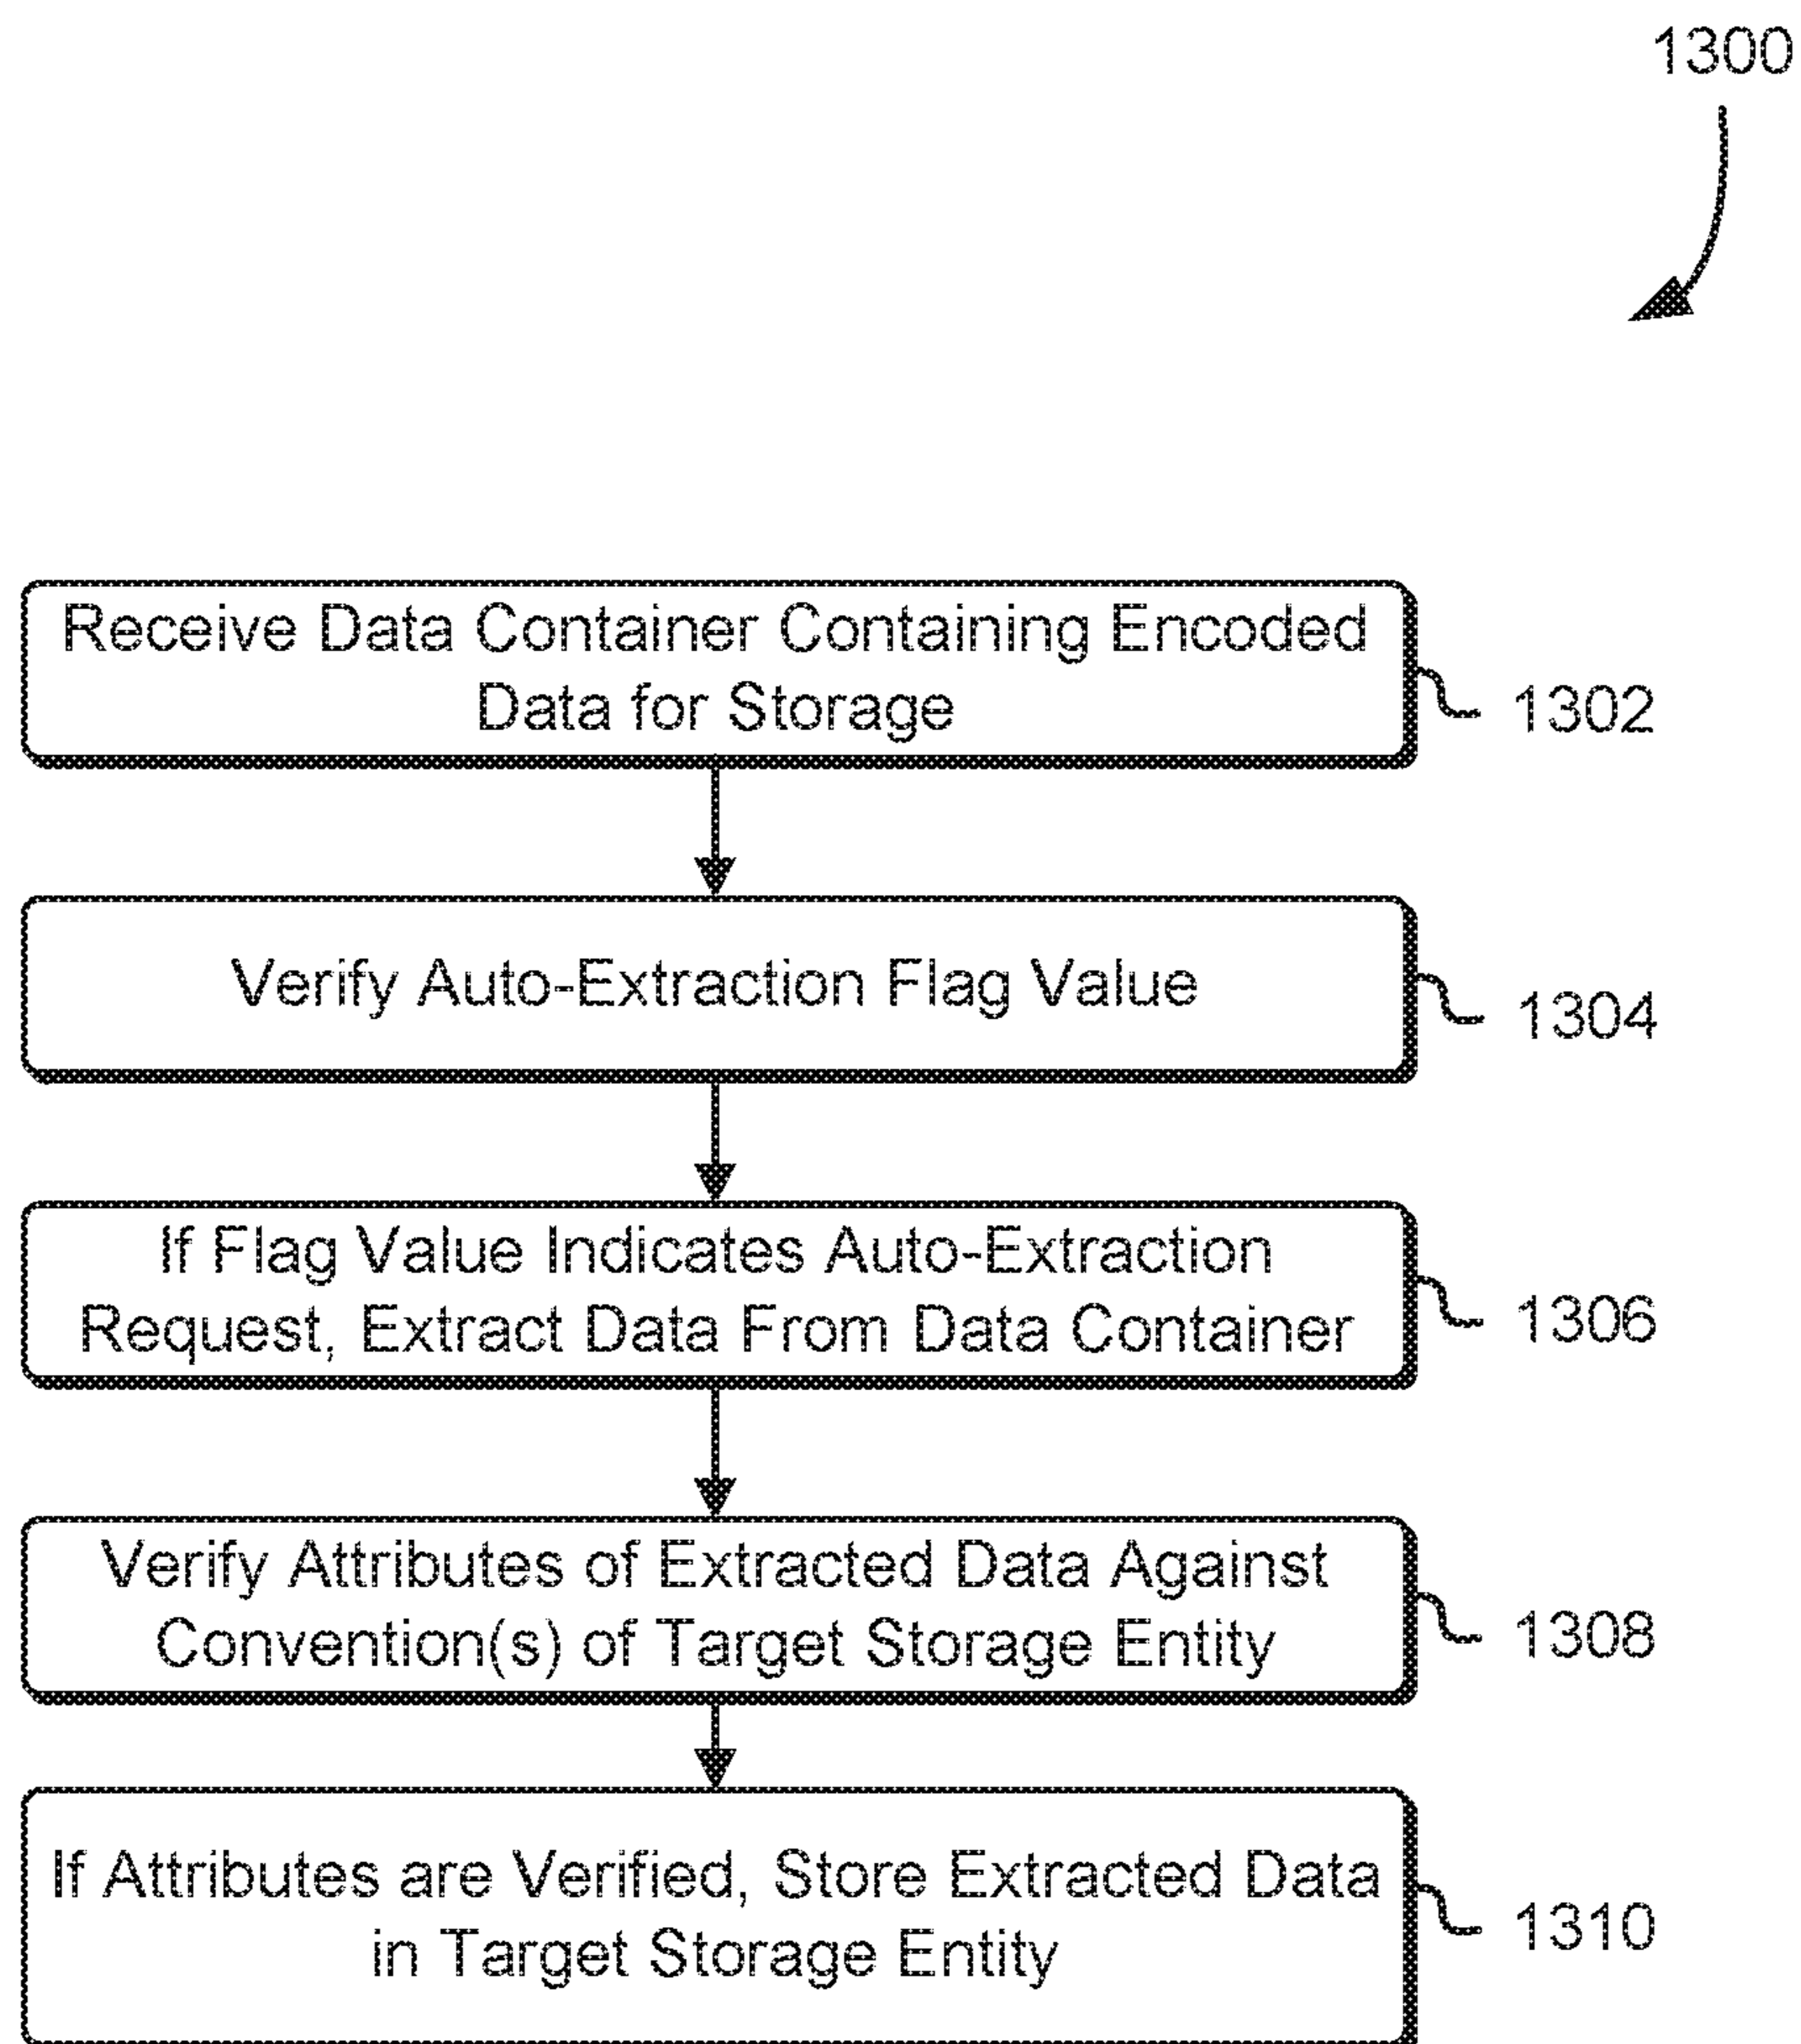 1300
Receive Data Container Containing Encoded
Data for Storage
1302
Verify Auto-Extraction Flag Value
1304
If Flag Value Indicates Auto-Extraction
Request, Extract Data From Data Container
1306
Verify Attributes of Extracted Data Against
Convention(s) of Target Storage Entity
1308
If Attributes are Verified, Store Extracted Data
in Target Storage Entity
1310